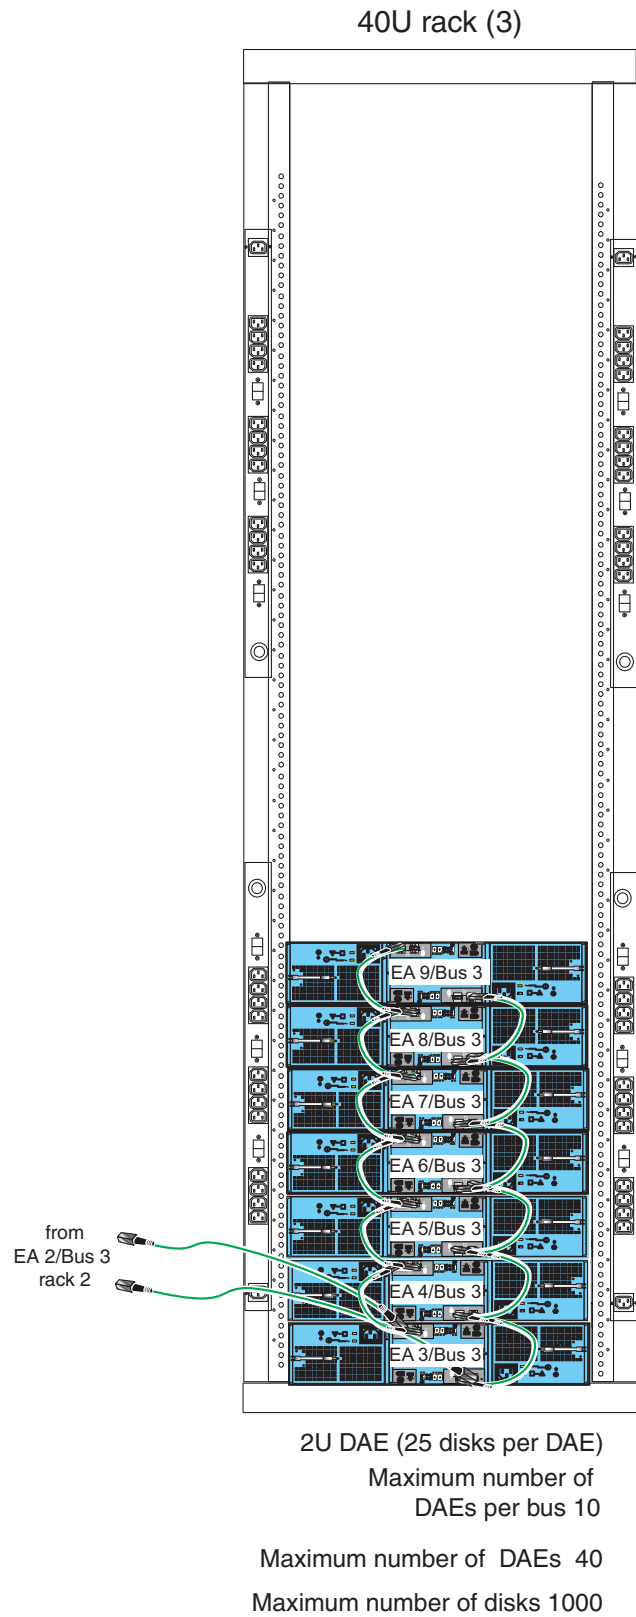 40U rack (3)
EA 9/Bus 3
EA 8/Bus 3
EA 7/Bus 3
EA 6/Bus 3
EA 5/Bus 3
from
EA 2/Bus 3
rack 2
EA 4/Bus 3
EA 3/Bus 3
2U DAE (25 disks per DAE)
Maximum number of
DAEs per bus 10
Maximum number of DAEs 40
Maximum number of disks 1000